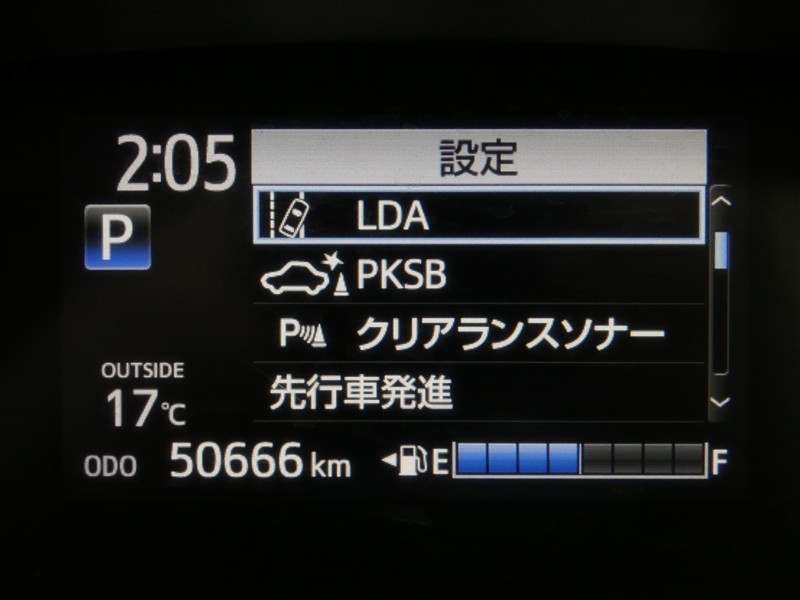 2:05
設定
P
LDA
PKSB
P クリアランスソナー
先行車発進
OUTSIDE
17℃
ODO 50666 km E F